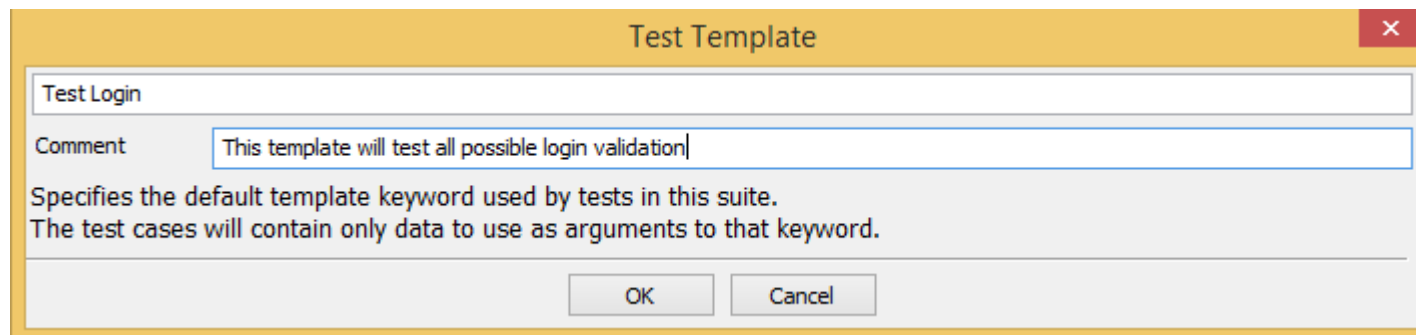 Test Template
Test Login
Comment This template will test all possible login validation
Specifies the default template keyword used by tests in this suite.
The test cases will contain only data to use as arguments to that keyword.
OK Cancel